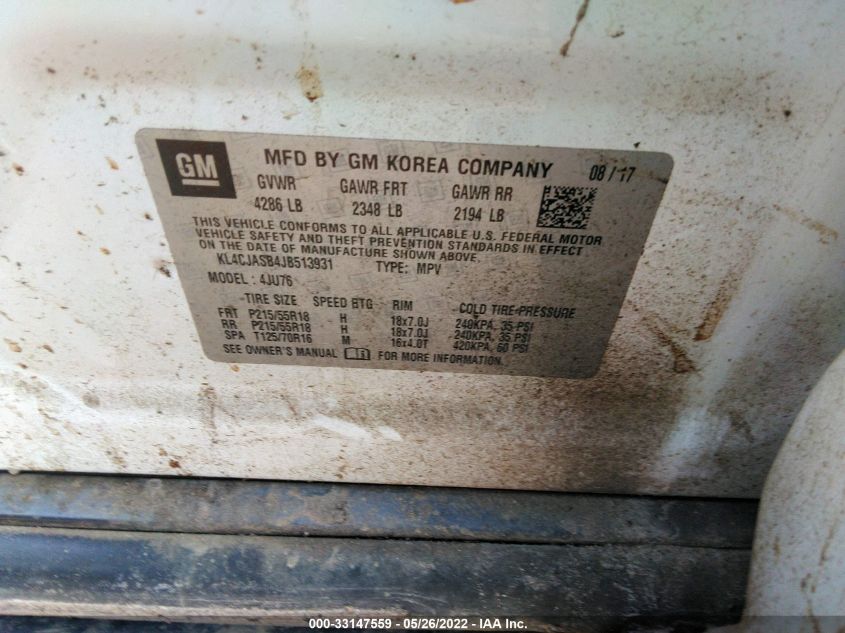 GM MFD BY GM KOREA COMPANY 08 / 17
GVWR GAWR FRT GAWR RR
4286 LB 2348 LB 2194 LB
THIS VEHICLE CONFORMS TO ALL APPLICABLE U.S. FEDERAL MOTOR
VEHICLE SAFETY AND THEFT PREVENTION STANDARDS IN EFFECT
ON THE DATE OF MANUFACTURE SHOWN ABOVE.
KL4CJASB4JB513931 TYPE: MPV
MODEL : 4JU76
TIRE SIZE SPEED RTG RIM COLD TIRE-PRESSURE
FRT P215/55R18 H 18x7.0J 240KPA, 35 PSI
RR P215/55R18 H 18x7.0J 240KPA, 35 PSI
SPA T125/70R16 M 16x4.0T 420KPA, 60 PSI
SEE OWNER'S MANUAL FOR MORE INFORMATION.
000-33147559 — 05/26/2022 — IAA Inc.